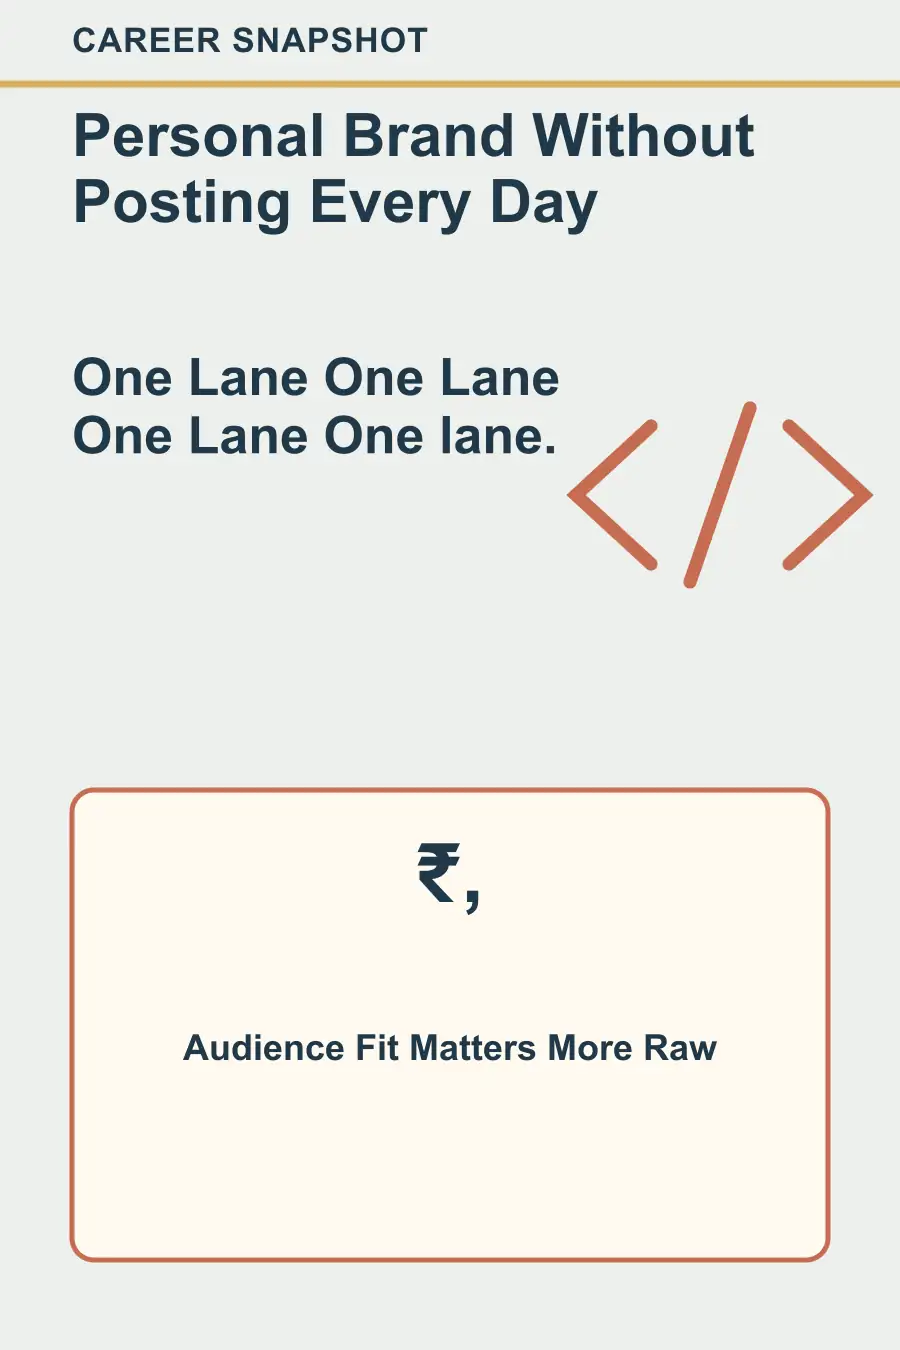 CAREER SNAPSHOT
Personal Brand Without
Posting Every Day
One Lane One Lane
One Lane One lane.
</>
₹,
Audience Fit Matters More Raw